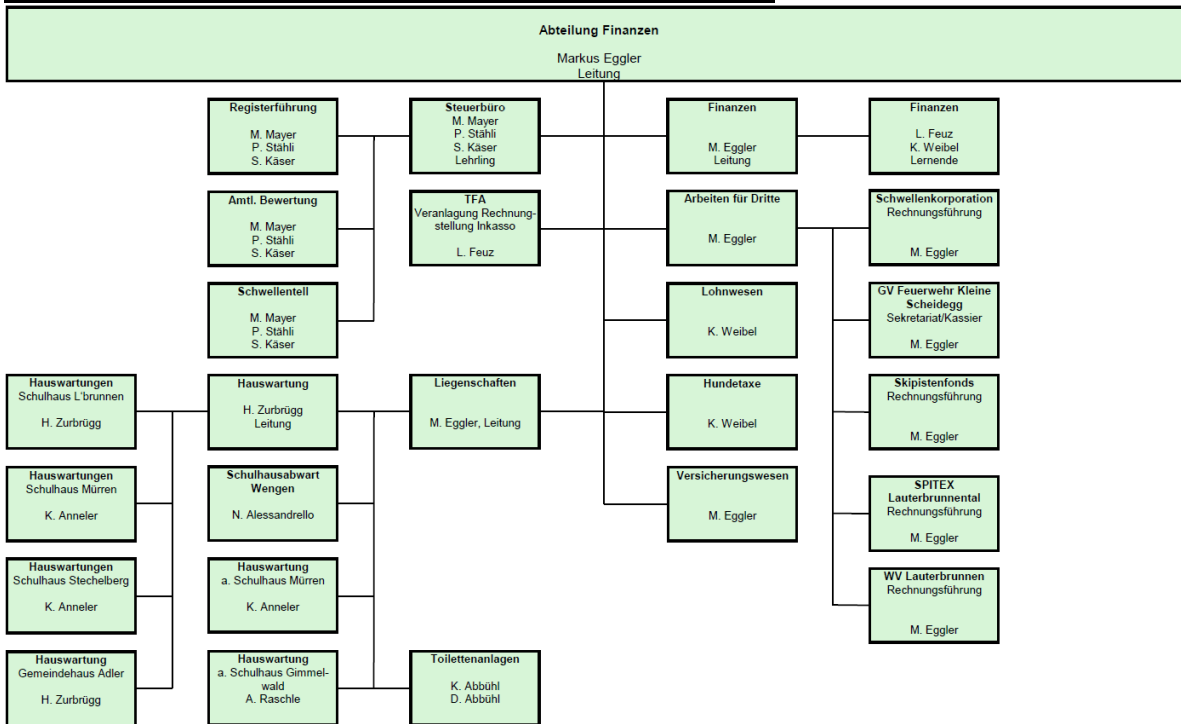 Abteilung Finanzen
Markus Eggler
Leitung
Registerführung
M. Mayer
P. Stähli
S. Käser
Steuerbüro
M. Mayer
P. Stähli
S. Käser
Lehrling
Finanzen
M. Eggler
Leitung
Finanzen
L. Feuz
K. Weibel
Lernende
Amtl. Bewertung
M. Mayer
P. Stähli
S. Käser
TFA
Veranlagung Rechnung-
stellung Inkasso
L. Feuz
Arbeiten für Dritte
M. Eggler
Schwellenkorporation
Rechnungsführung
M. Eggler
Schwellentell
M. Mayer
P. Stähli
S. Käser
Lohnwesen
K. Weibel
GV Feuerwehr Kleine
Scheidegg
Sekretariat/Kassier
M. Eggler
Hauswartungen
Schulhaus L'brunnen
H. Zurbrügg
Hauswartung
H. Zurbrügg
Leitung
Liegenschaften
M. Eggler, Leitung
Hundetaxe
K. Weibel
Skipistenfonds
Rechnungsführung
M. Eggler
Hauswartungen
Schulhaus Mürren
K. Anneler
Schulhausabwart
Wengen
N. Alessandrello
Versicherungswesen
M. Eggler
SPITEX
Lauterbrunnental
Rechnungsführung
M. Eggler
Hauswartungen
Schulhaus Stechelberg
K. Anneler
Hauswartung
a. Schulhaus Mürren
K. Anneler
WV Lauterbrunnen
Rechnungsführung
M. Eggler
Hauswartung
Gemeindehaus Adler
H. Zurbrügg
Hauswartung
a. Schulhaus Gimmel-
wald
A. Raschle
Toilettenanlagen
K. Abbühl
D. Abbühl